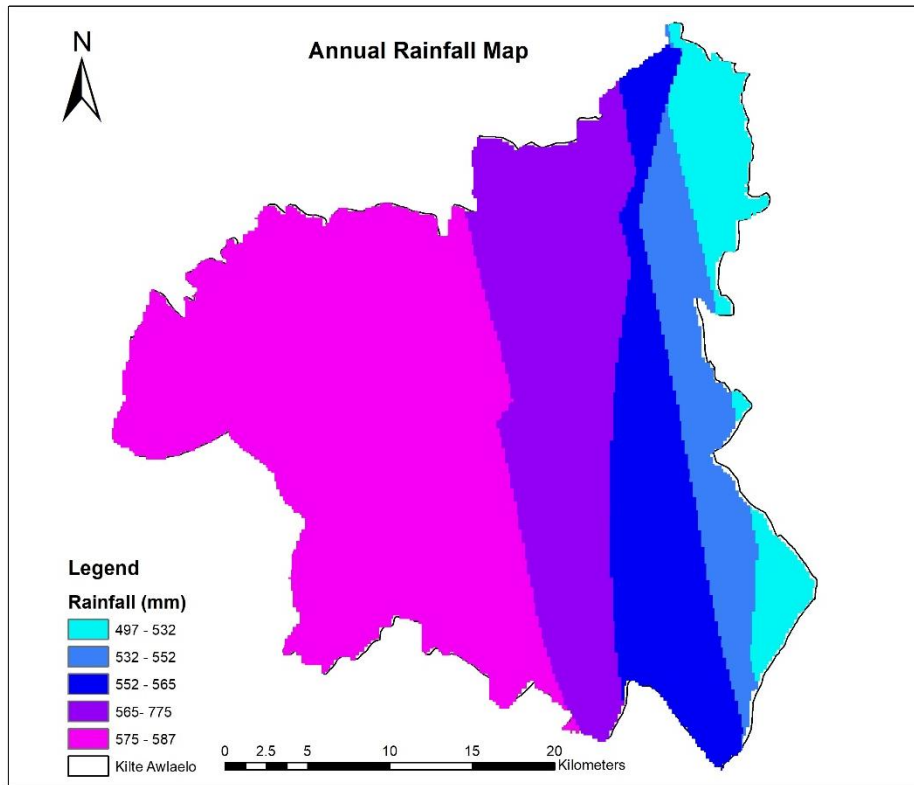 N
Annual Rainfall Map
Legend
Rainfall (mm)
497 - 532
532 - 552
552 - 565
565- 775
575 - 587
Kilte Awlaelo
0 2.5 5 10 15 20
Kilometers